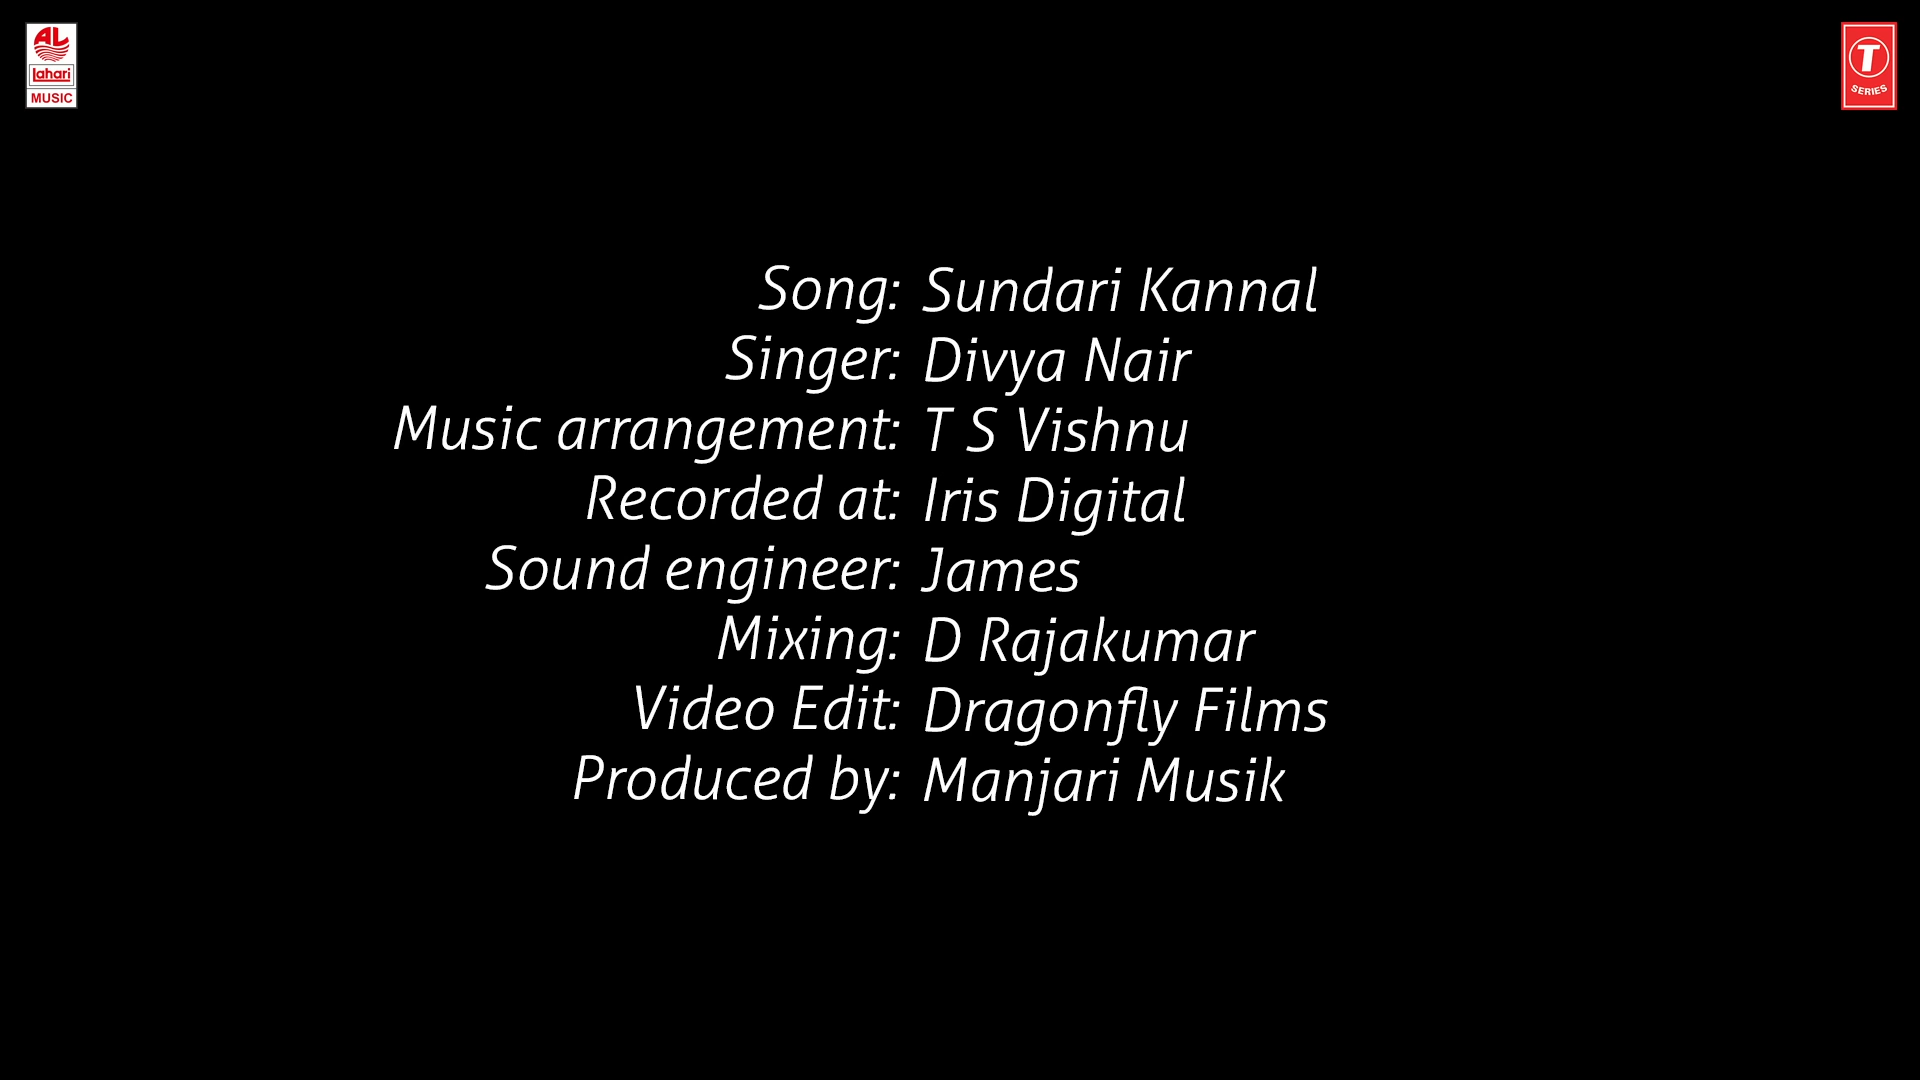 AL
lahari
MUSIC
T
SERIES
Song: Sundari Kannal
Singer: Divya Nair
Music arrangement: T S Vishnu
Recorded at: Iris Digital
Sound engineer: James
Mixing: D Rajakumar
Video Edit: Dragonfly Films
Produced by: Manjari Musik